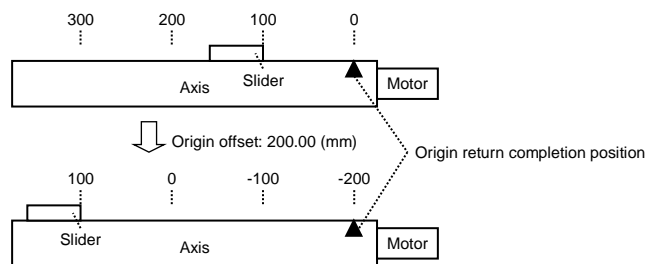 300 200 100 0
Slider
Axis
Motor
Origin offset: 200.00 (mm)
Origin return completion position
100 0 -100 -200
Slider
Axis
Motor